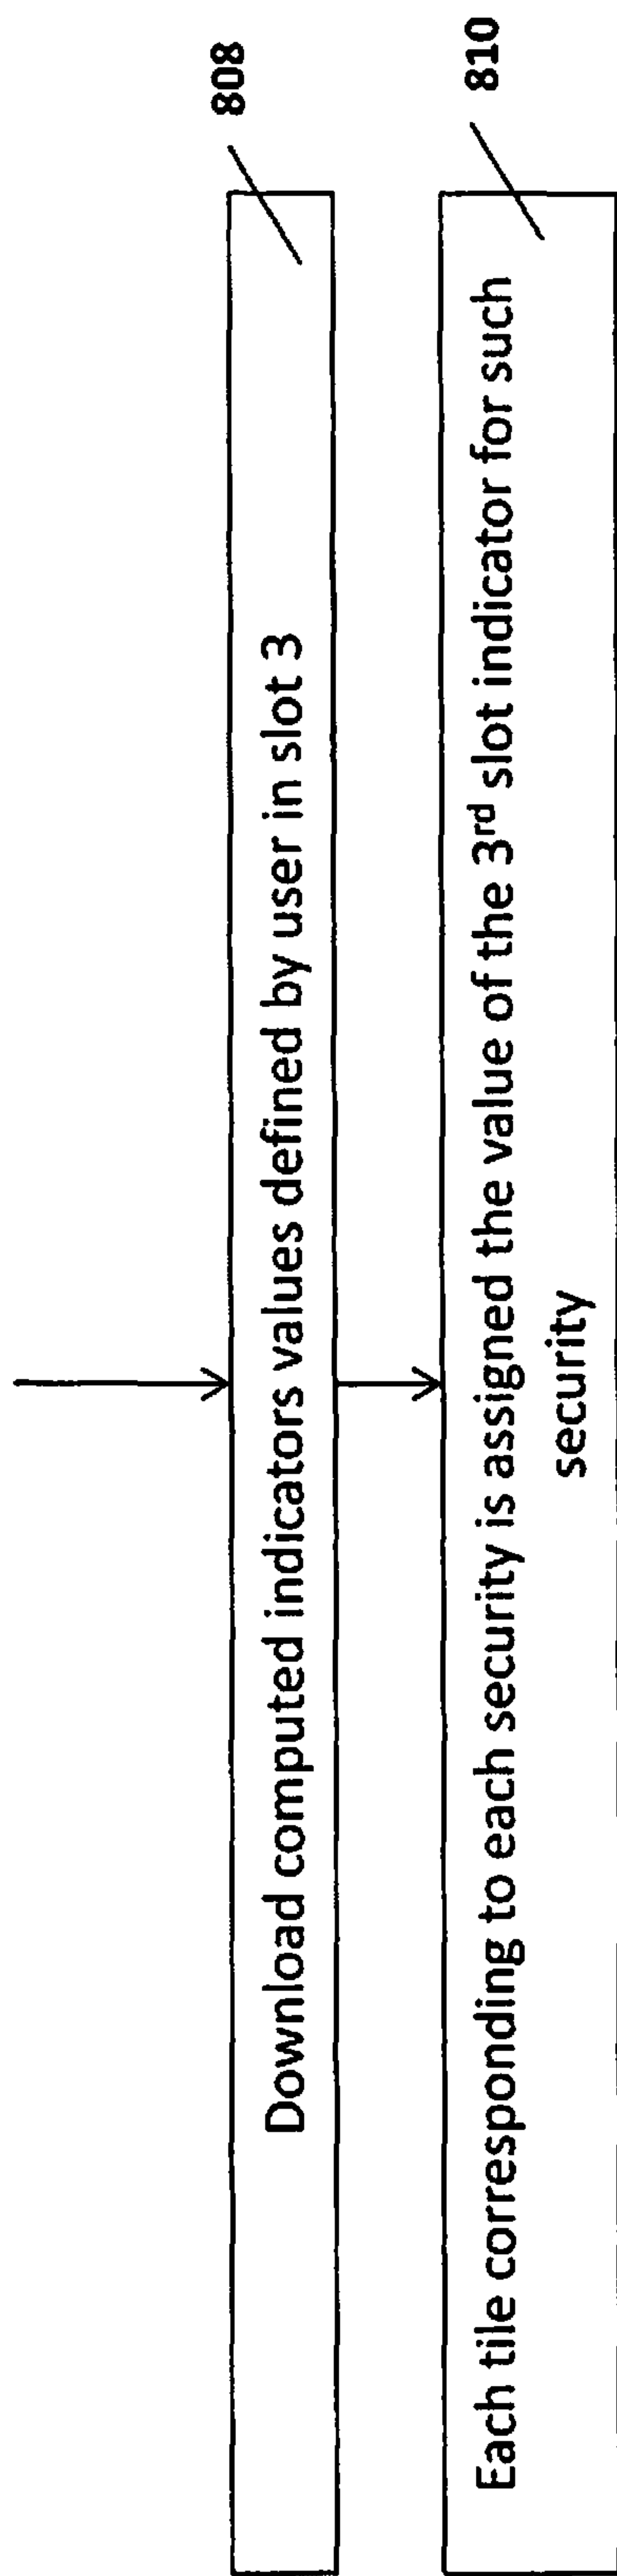 808
Download computed indicators values defined by user in slot 3
810
Each tile corresponding to each security is assigned the value of the 3rd slot indicator for such
security